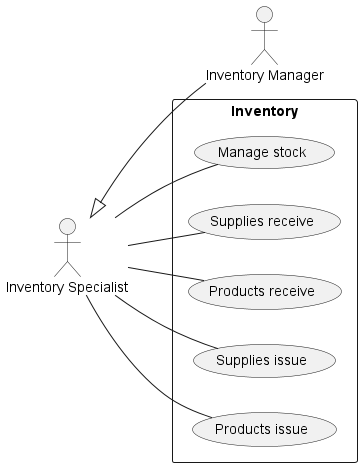 Inventory Manager
Inventory
Manage stock
Supplies receive
Inventory Specialist
Products receive
Supplies issue
Products issue